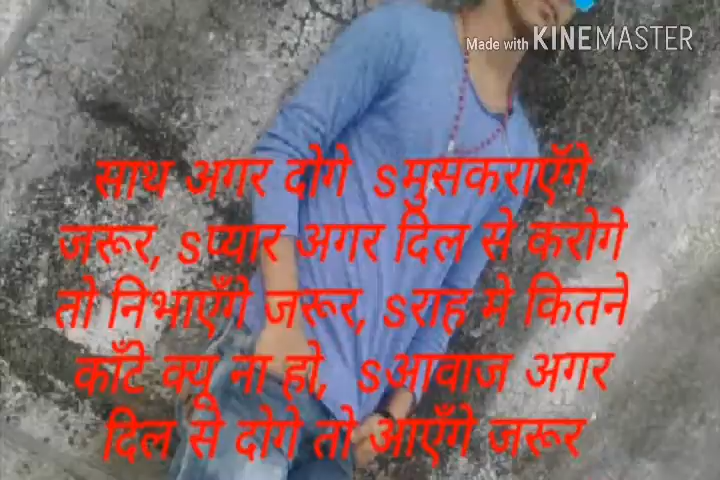 Made with KINEMASTER
साथ अगर दोगे sमुसकराएॅगे
जरूर, sप्यार अगर दिल से करोगे
तो निभाएँगे जरूर, sराह मे कितने
काँटे क्यू ना हो, sआवाज अगर
दिल से दोगे तो आएँगे जरूर